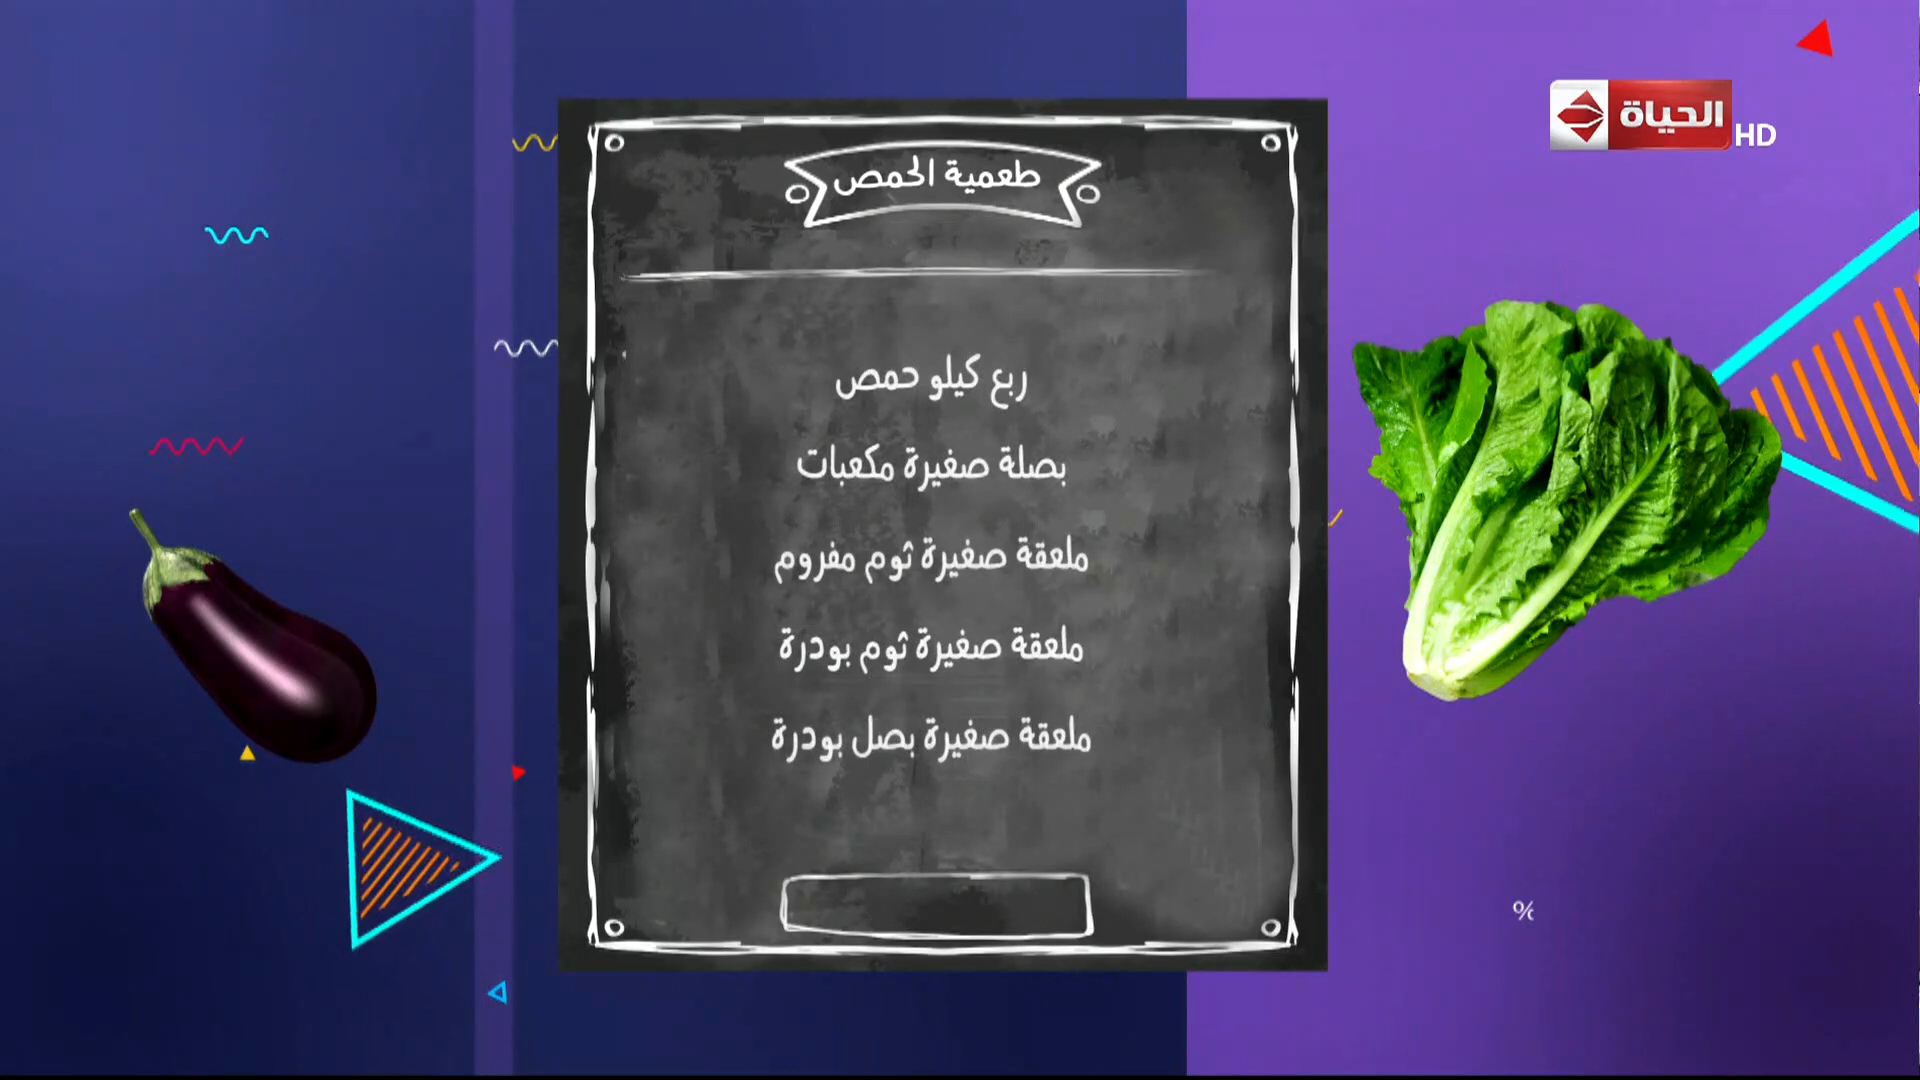 الحياة
HD
طعمية الحمص
ربع كيلو حمص
بصلة صغيرة مكعبات
ملعقة صغيرة ثوم مفروم
ملعقة صغيرة ثوم بودرة
ملعقة صغيرة بصل بودرة
%